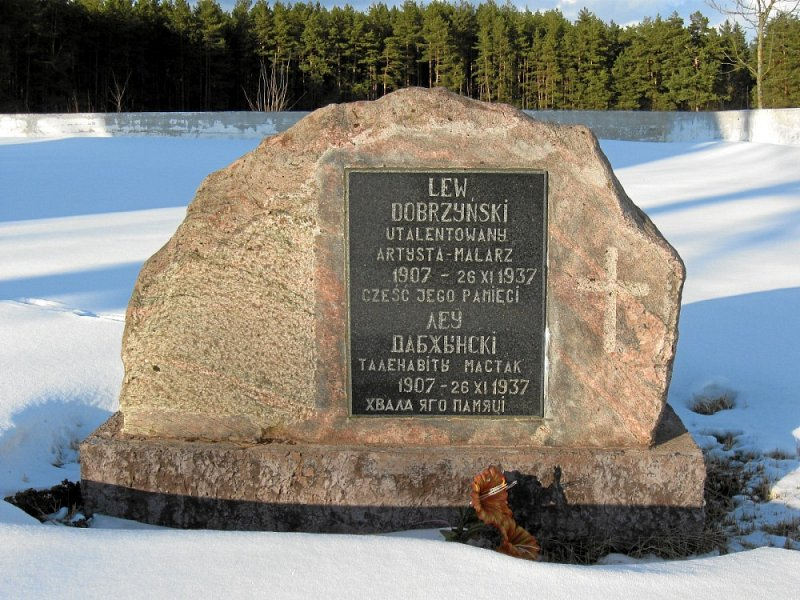 LEW
DOBRZYŃSKI
UTALENTOWANY
ARTYSTA-MALARZ
1907 - 26 XI 1937
CZEŚĆ JEGO PAMIĘCI
ЛЕЎ
ДАБЖЫНСКІ
ТАЛЕНАВІТЫ МАСТАК
1907 - 26 XI 1937
ХВАЛА ЯГО ПАМЯЦІ